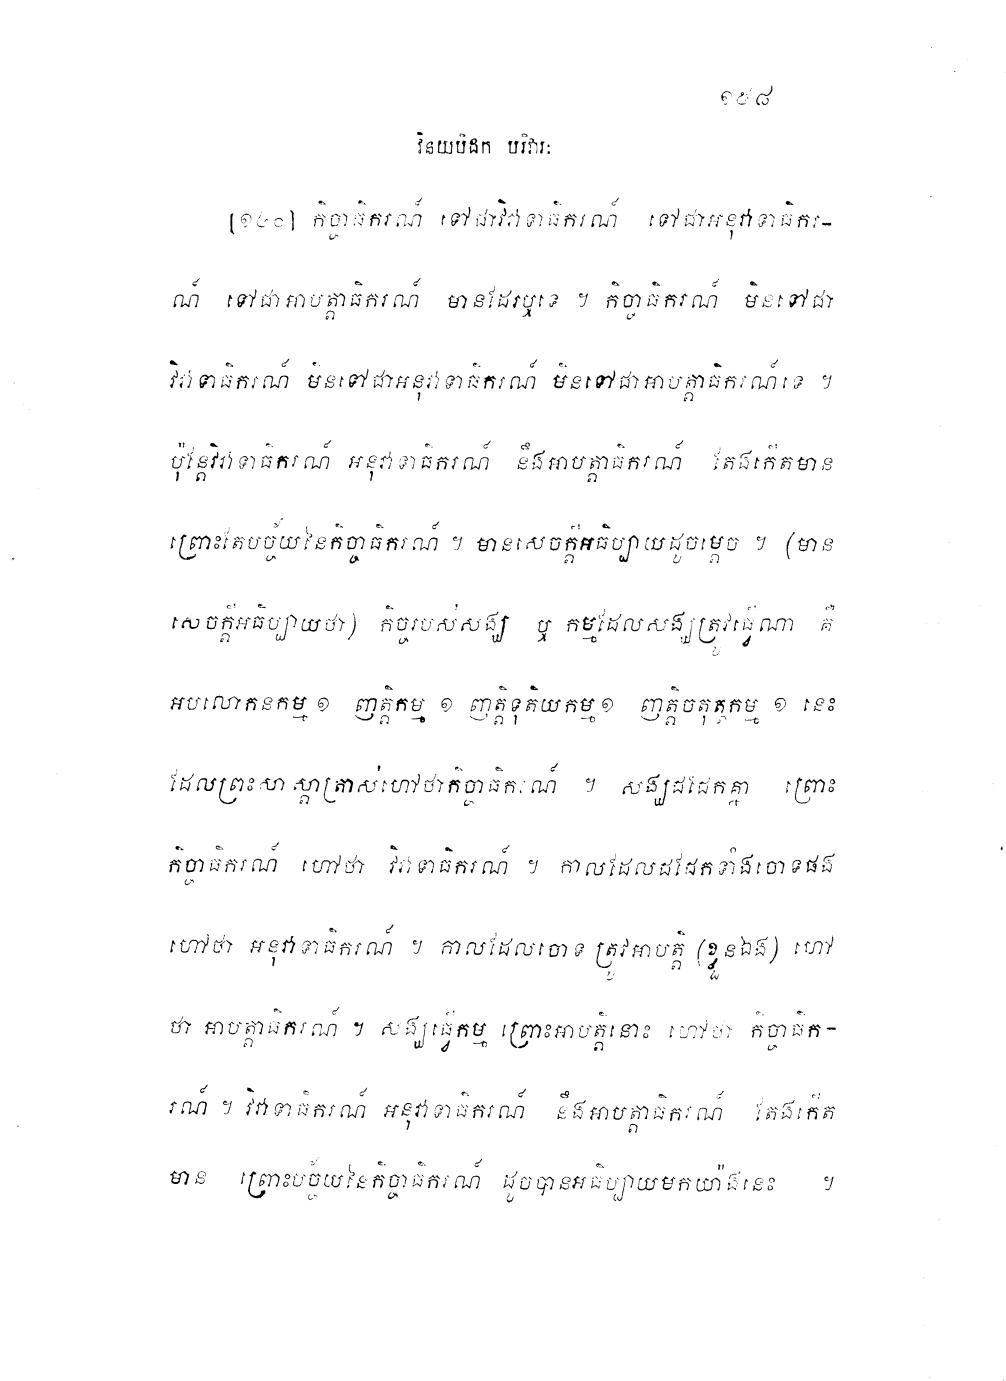 ១៥៨
វិនយបិដក បរិវារៈ
[១៤០] កិច្ចាធិករណ៍ ទៅជាវិវាទាធិករណ៍ ទៅជាអនុវាទាធិករ-
ណ៍ ទៅជាអាបត្តាធិករណ៍ មានដែរឬទេ ។ កិច្ចាធិករណ៍ មិនទៅជា
វិវាទាធិករណ៍ មិនទៅជាអនុវាទាធិករណ៍ មិនទៅជាអាបត្តាធិករណ៍ទេ ។
ប៉ុន្តែវិវាទាធិករណ៍ អនុវាទាធិករណ៍ នឹងអាបត្តាធិករណ៍ តែងកើតមាន
ព្រោះតែបច្ច័យនៃកិច្ចាធិករណ៍ ។ មានសេចក្តីអធិប្បាយដូចម្តេច ។ (មាន
សេចក្តីអធិប្បាយថា) កិច្ចរបស់សង្ឃ ឬ កម្មដែលសង្ឃត្រូវធ្វើណា គឺ
អបលោកនកម្ម ១ ញត្តិកម្ម ១ ញត្តិទុតិយកម្ម ១ ញត្តិចតុត្ថកម្ម ១ នេះ
ដែលព្រះសាស្តាត្រាស់ហៅថាកិច្ចាធិករណ៍ ។ សង្ឃដជែកគ្នា ព្រោះ
កិច្ចាធិករណ៍ ហៅថា វិវាទាធិករណ៍ ។ កាលដែលដជែកទាំងចោទផង
ហៅថា អនុវាទាធិករណ៍ ។ កាលដែលចោទ ត្រូវអាបត្តិ (ខ្លួនឯង) ហៅ
ថា អាបត្តាធិករណ៍ ។ សង្ឃធ្វើកម្ម ព្រោះអាបត្តិនោះ ហៅថា កិច្ចាធិក-
រណ៍ ។ វិវាទាធិករណ៍ អនុវាទាធិករណ៍ នឹងអាបត្តាធិករណ៍ តែងកើត
មាន ព្រោះបច្ច័យនៃកិច្ចាធិករណ៍ ដូចបានអធិប្បាយមកយ៉ាងនេះ ។